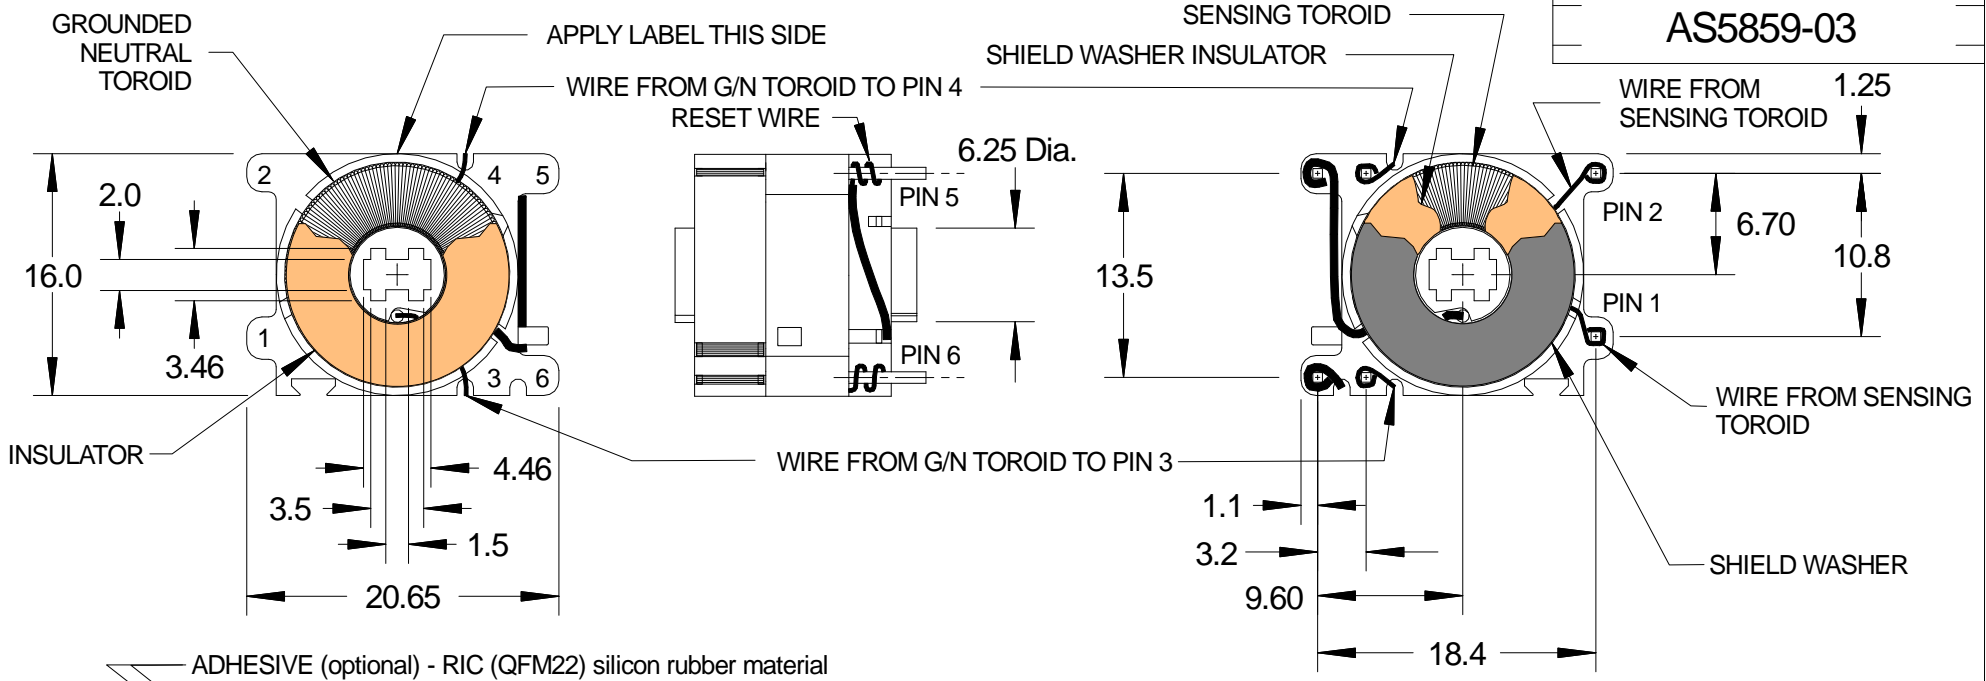 GROUNDED
NEUTRAL
TOROID
APPLY LABEL THIS SIDE
WIRE FROM G/N TOROID TO PIN 4
RESET WIRE
SENSING TOROID
SHIELD WASHER INSULATOR
AS5859-03
WIRE FROM
SENSING TOROID
1.25
2
4
5
2.0
16.0
1
3.46
3
6
6.25 Dia.
PIN 5
PIN 6
13.5
PIN 2
6.70
10.8
PIN 1
WIRE FROM SENSING
TOROID
INSULATOR
4.46
WIRE FROM G/N TOROID TO PIN 3
3.5
1.5
1.1
3.2
SHIELD WASHER
20.65
9.60
18.4
ADHESIVE (optional) - RIC (QFM22) silicon rubber material